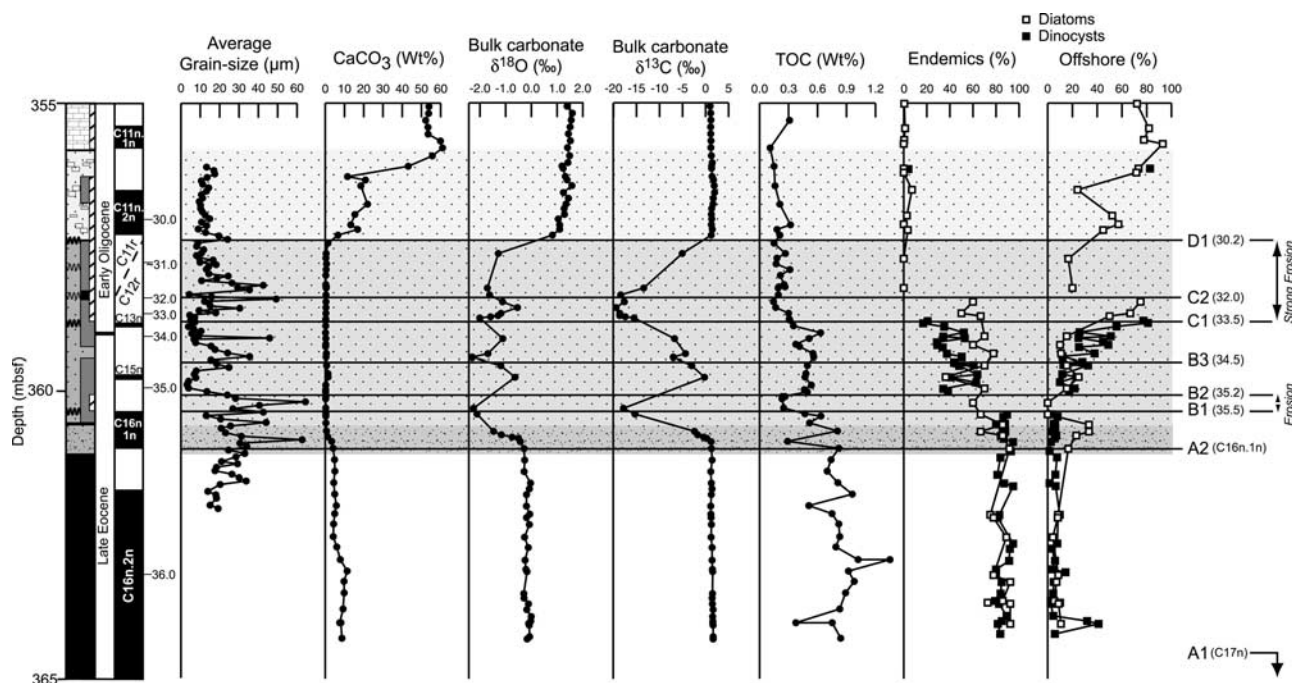 □ Diatoms
■ Dinocysts
Average
Grain-size (μm)
CaCO3 (Wt%)
Bulk carbonate
δ18O (‰)
Bulk carbonate
δ13C (‰)
TOC (Wt%)
Endemics (%)
Offshore (%)
0 10 20 30 40 50 60
0 10 20 30 40 50 60
-2.0 -1.0 0.0 1.0 2.0
-20 -15 -10 -5 0 5
0.0 0.3 0.6 0.9 1.2
0 20 40 60 80 100
0 20 40 60 80 100
355
360
365
Depth (mbsf)
Early Oligocene
Late Eocene
C11n.
1n
C11n.
2n
C11r
C12r
C13n
C15n
C16n.
1n
C16n.2n
30.0
31.0
32.0
33.0
34.0
35.0
36.0
D1 (30.2)
C2 (32.0)
C1 (33.5)
B3 (34.5)
B2 (35.2)
B1 (35.5)
A2 (C16n.1n)
A1 (C17n)
Strong Erosion
Erosion